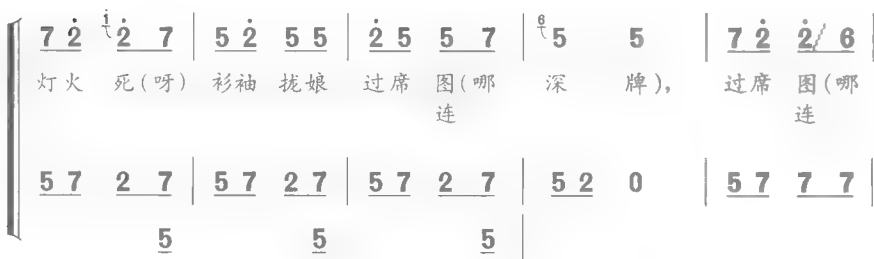 7 2̇ i̇ 2̇ 7 | 5 2̇ 5 5 | 2̇ 5 5 7 | 6 5 5 | 7 2̇ 2̇/ 6 |
灯火 死(呀) 衫袖 拢娘 过席 图(哪 深 牌), 过席 图(哪
连 连
5 7 2 7 | 5 7 2 7 | 5 7 2 7 | 5 2 0 | 5 7 7 7 |
5 5 5